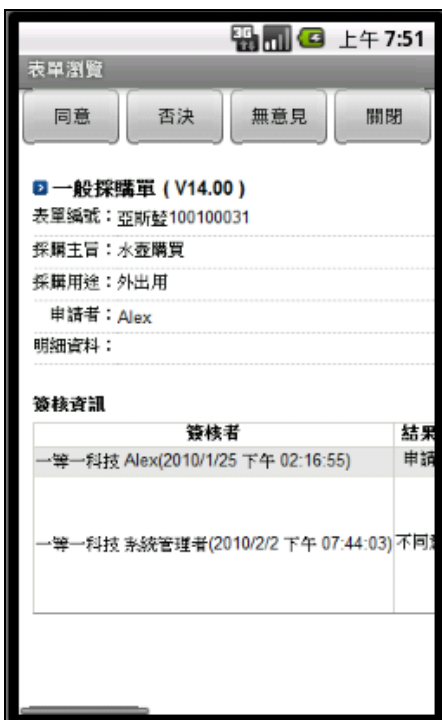 3G 上午 7:51
表單瀏覽
同意 否決 無意見 關閉
一般採購單 ( V14.00 )
表單編號：亞斯藍100100031
採購主旨：水壺購買
採購用途：外出用
申請者：Alex
明細資料：
簽核資訊
簽核者 結果
一等一科技 Alex(2010/1/25 下午 02:16:55) 申請
一等一科技 系統管理者(2010/2/2 下午 07:44:03) 不同意